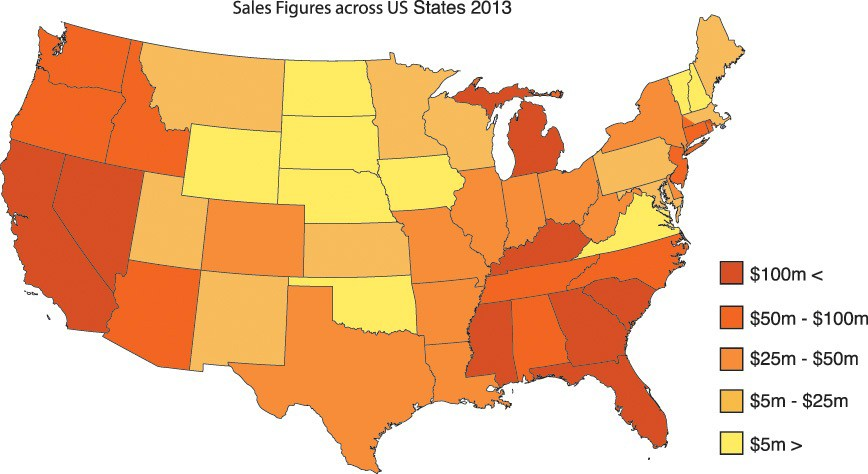 Sales Figures across US States 2013
$100m <
$50m - $100m
$25m - $50m
$5m - $25m
$5m >